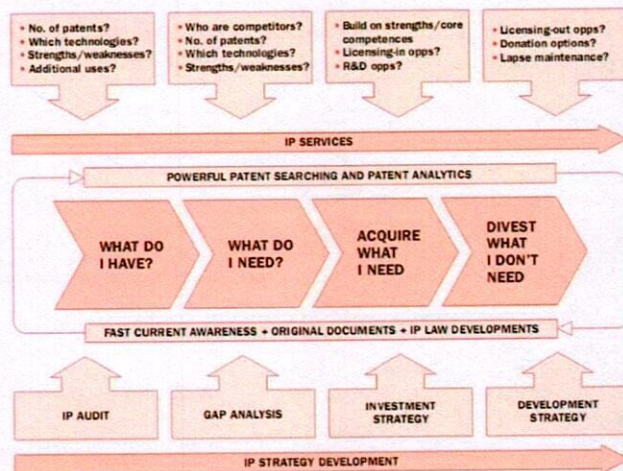 • No. of patents?
• Which technologies?
• Strengths/weaknesses?
• Additional uses?
• Who are competitors?
• No. of patents?
• Which technologies?
• Strengths/weaknesses?
• Build on strengths/core
competences
• Licensing-in opps?
• R&D opps?
• Licensing-out opps?
• Donation options?
• Lapse maintenance?
IP SERVICES
POWERFUL PATENT SEARCHING AND PATENT ANALYTICS
WHAT DO
I HAVE?
WHAT DO
I NEED?
ACQUIRE
WHAT
I NEED
DIVEST
WHAT
I DON'T
NEED
FAST CURRENT AWARENESS + ORIGINAL DOCUMENTS + IP LAW DEVELOPMENTS
IP AUDIT
GAP ANALYSIS
INVESTMENT
STRATEGY
DEVELOPMENT
STRATEGY
IP STRATEGY DEVELOPMENT